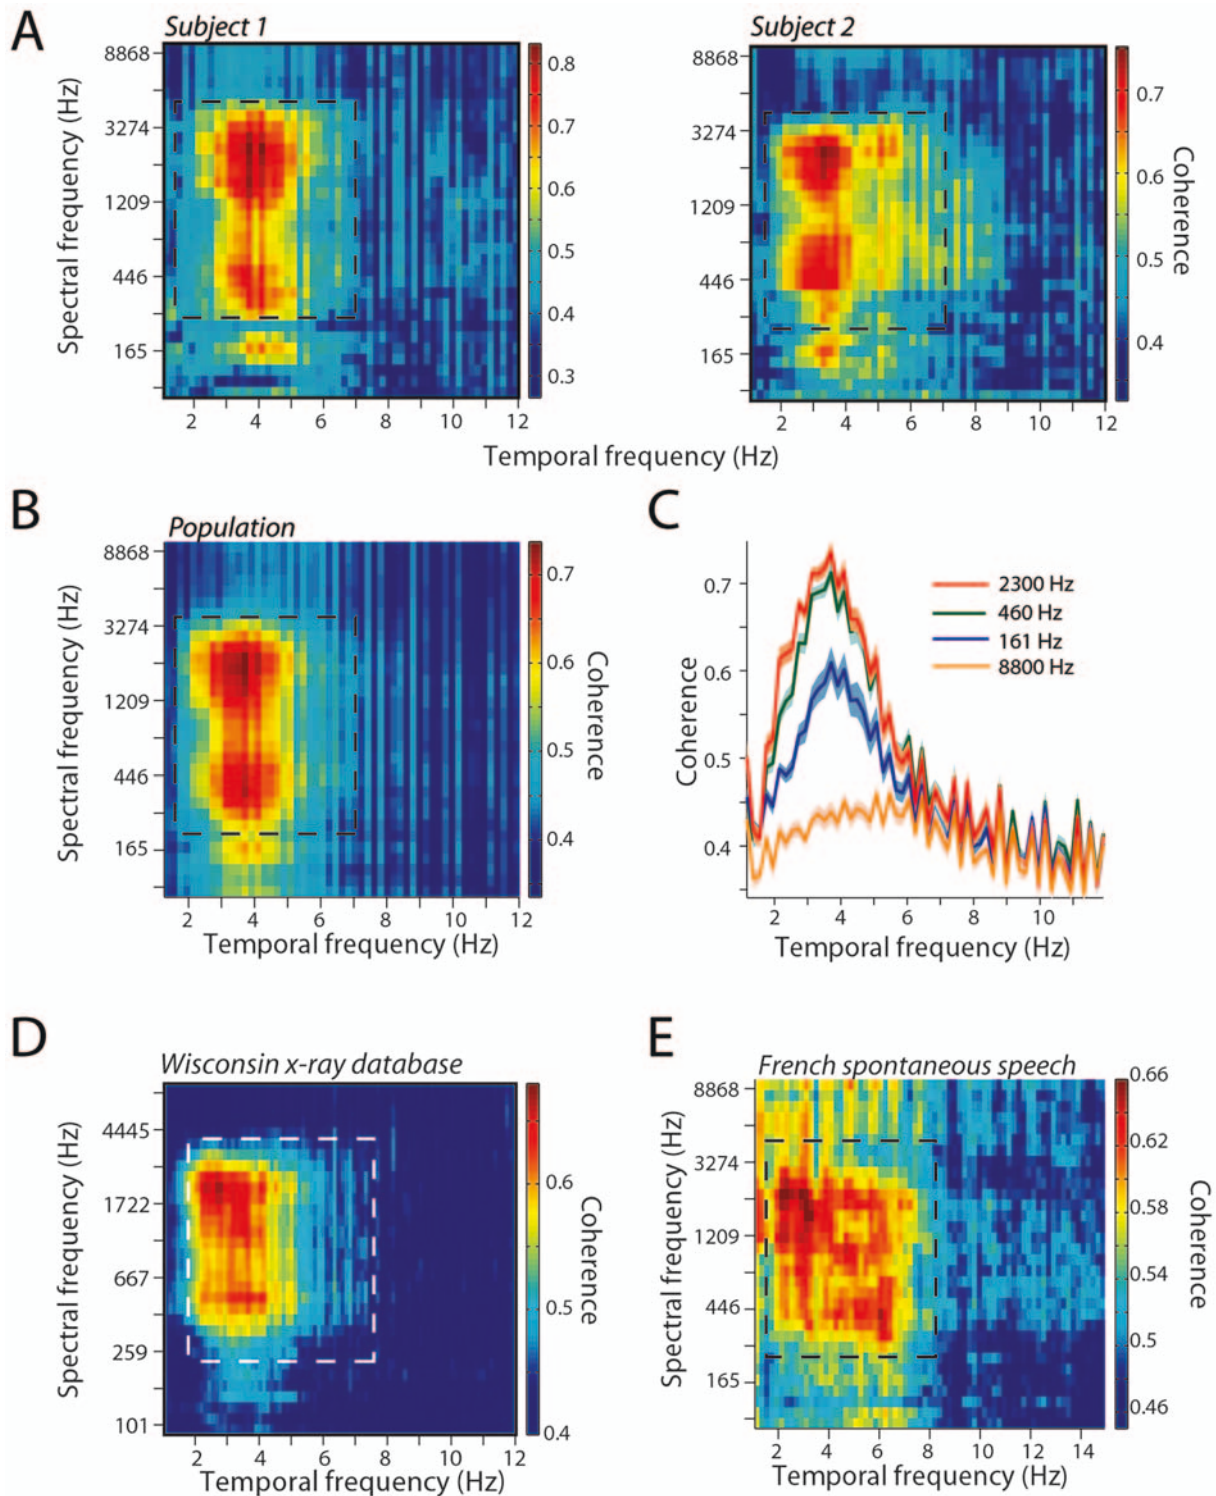 A
Subject 1
Spectral frequency (Hz)
8868
3274
1209
446
165
2 4 6 8 10 12
0.8
0.7
0.6
0.5
0.4
0.3
Subject 2
8868
3274
1209
446
165
2 4 6 8 10 12
0.7
0.6
0.5
0.4
Coherence
Temporal frequency (Hz)
B
Population
Spectral frequency (Hz)
8868
3274
1209
446
165
2 4 6 8 10 12
Temporal frequency (Hz)
0.7
0.6
0.5
0.4
Coherence
C
Coherence
0.7
0.6
0.5
0.4
2300 Hz
460 Hz
161 Hz
8800 Hz
2 4 6 8 10
Temporal frequency (Hz)
D
Wisconsin x-ray database
Spectral frequency (Hz)
4445
1722
667
259
101
2 4 6 8 10 12
Temporal frequency (Hz)
0.6
0.5
0.4
Coherence
E
French spontaneous speech
Spectral frequency (Hz)
8868
3274
1209
446
165
2 4 6 8 10 12 14
Temporal frequency (Hz)
0.66
0.62
0.58
0.54
0.5
0.46
Coherence